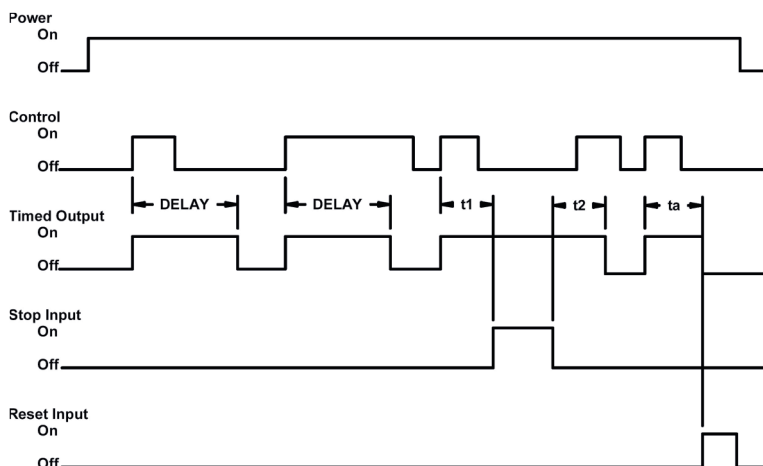 Power
On
Off
Control
On
Off
DELAY DELAY t1 t2 ta
Timed Output
On
Off
Stop Input
On
Off
Reset Input
On
Off